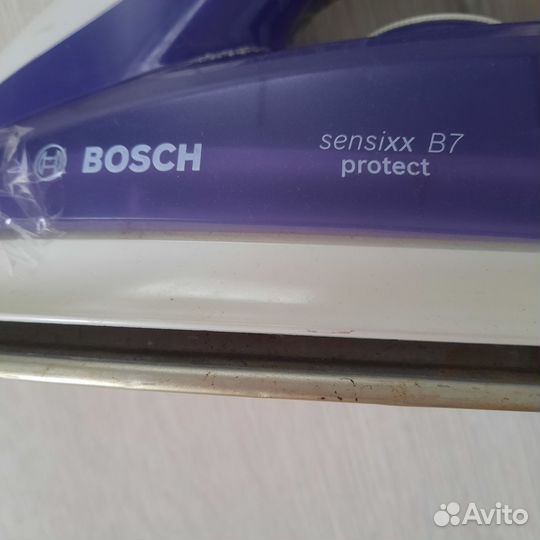 BOSCH
sensixx B7
protect
Avito